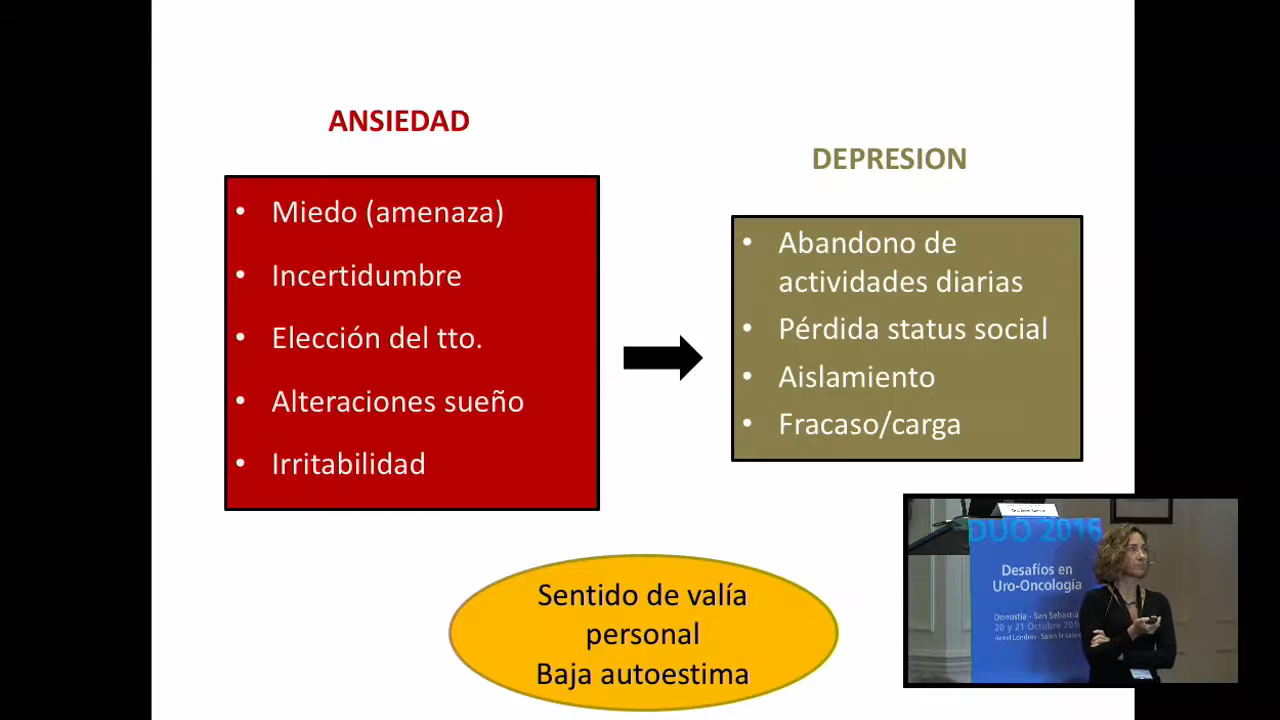 ANSIEDAD
• Miedo (amenaza)
• Incertidumbre
• Elección del tto.
• Alteraciones sueño
• Irritabilidad
DEPRESION
• Abandono de
actividades diarias
• Pérdida status social
• Aislamiento
• Fracaso/carga
Sentido de valía
personal
Baja autoestima
DUO 2016
Desafíos en
Uro-Oncología
Donostia - San Sebastiá
20 y 21 Octubre 201